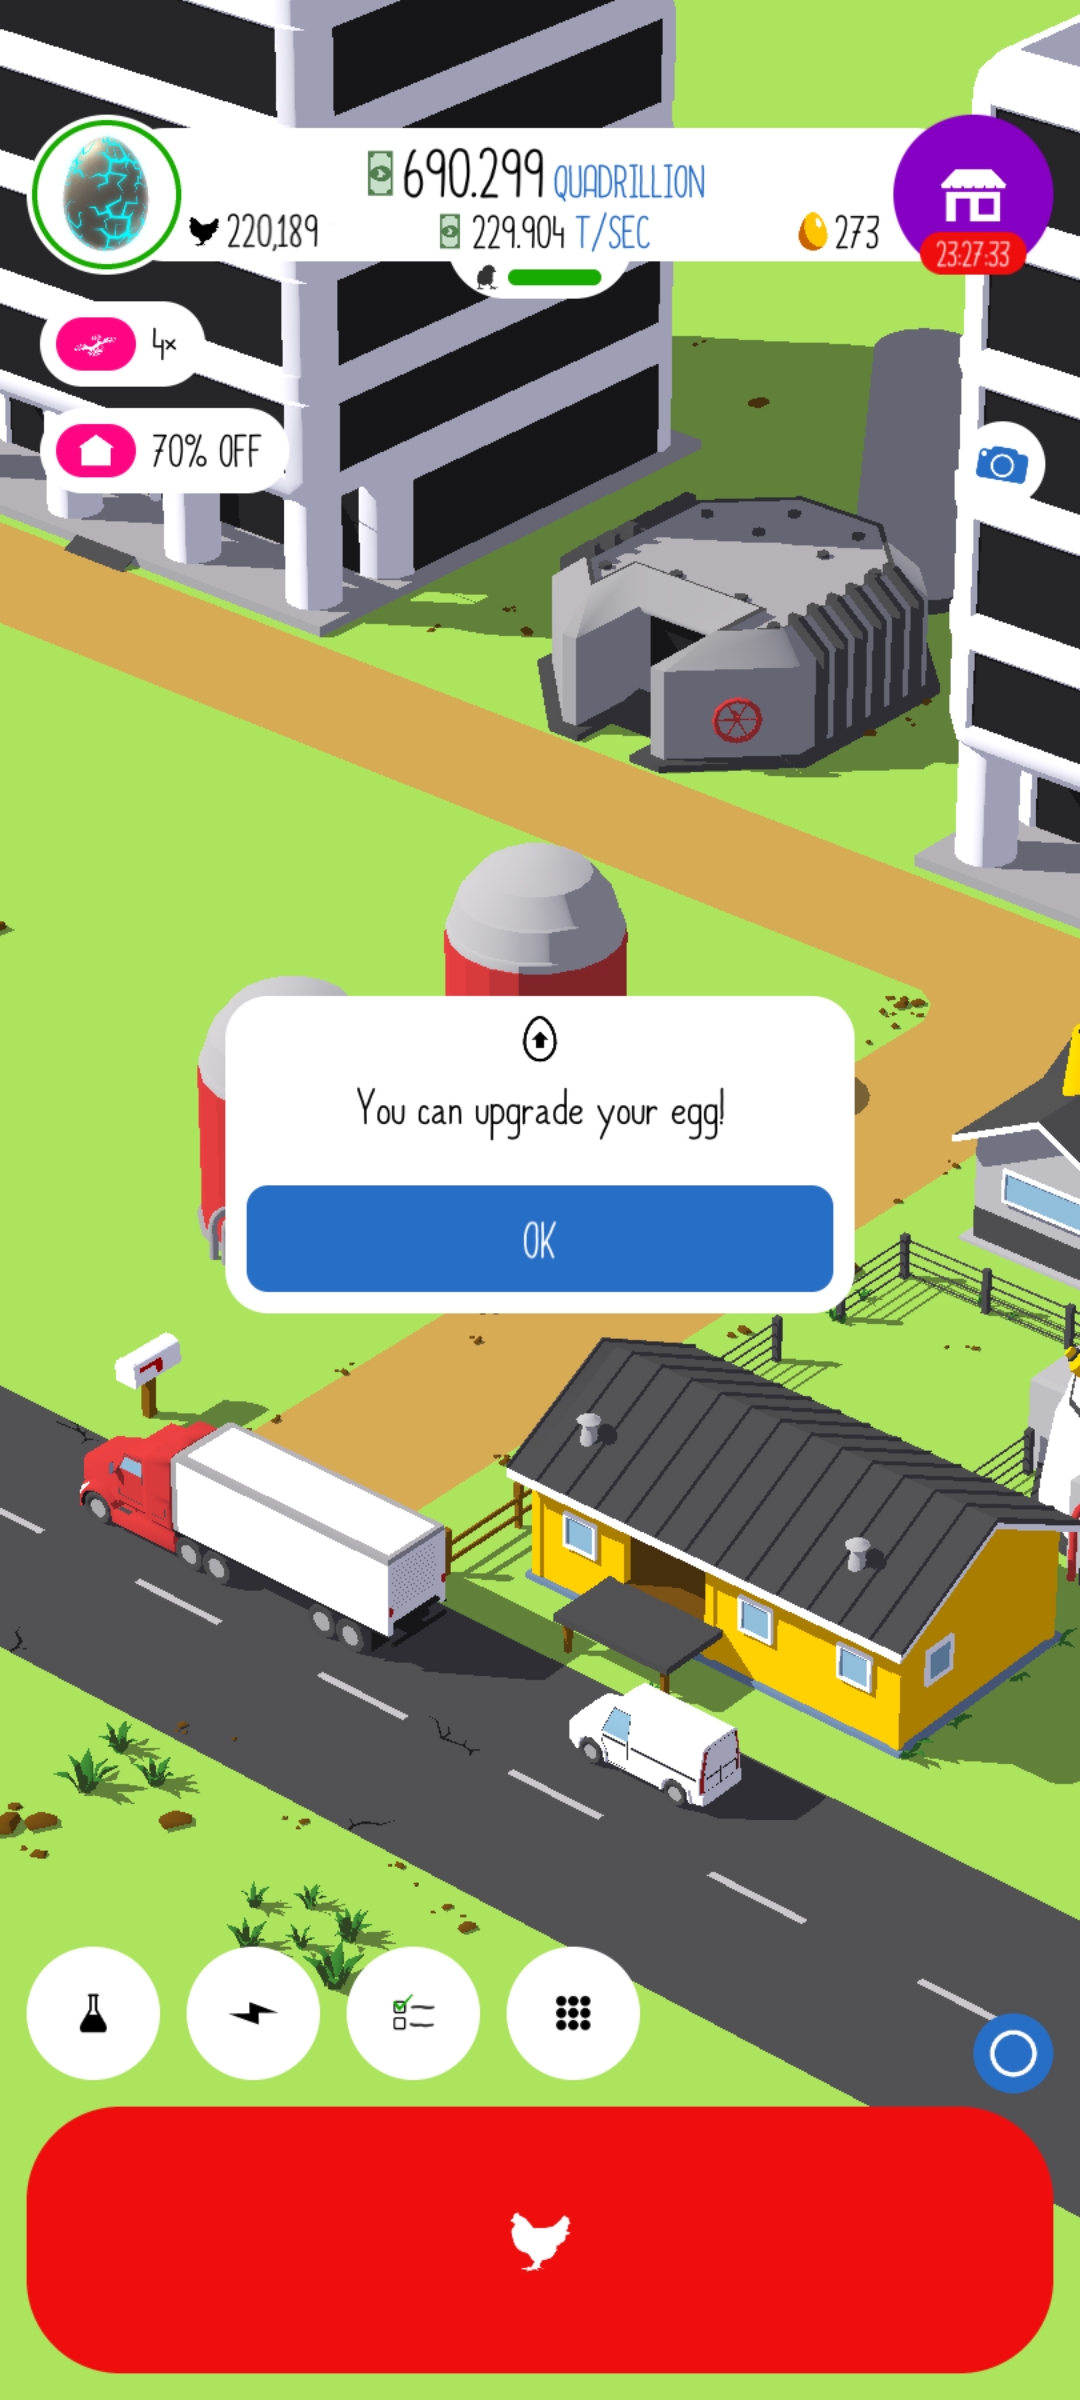 690.299 QUADRILLION
220,189 229.904 T/SEC 273
23:27:33
4x
70% OFF
You can upgrade your egg!
OK